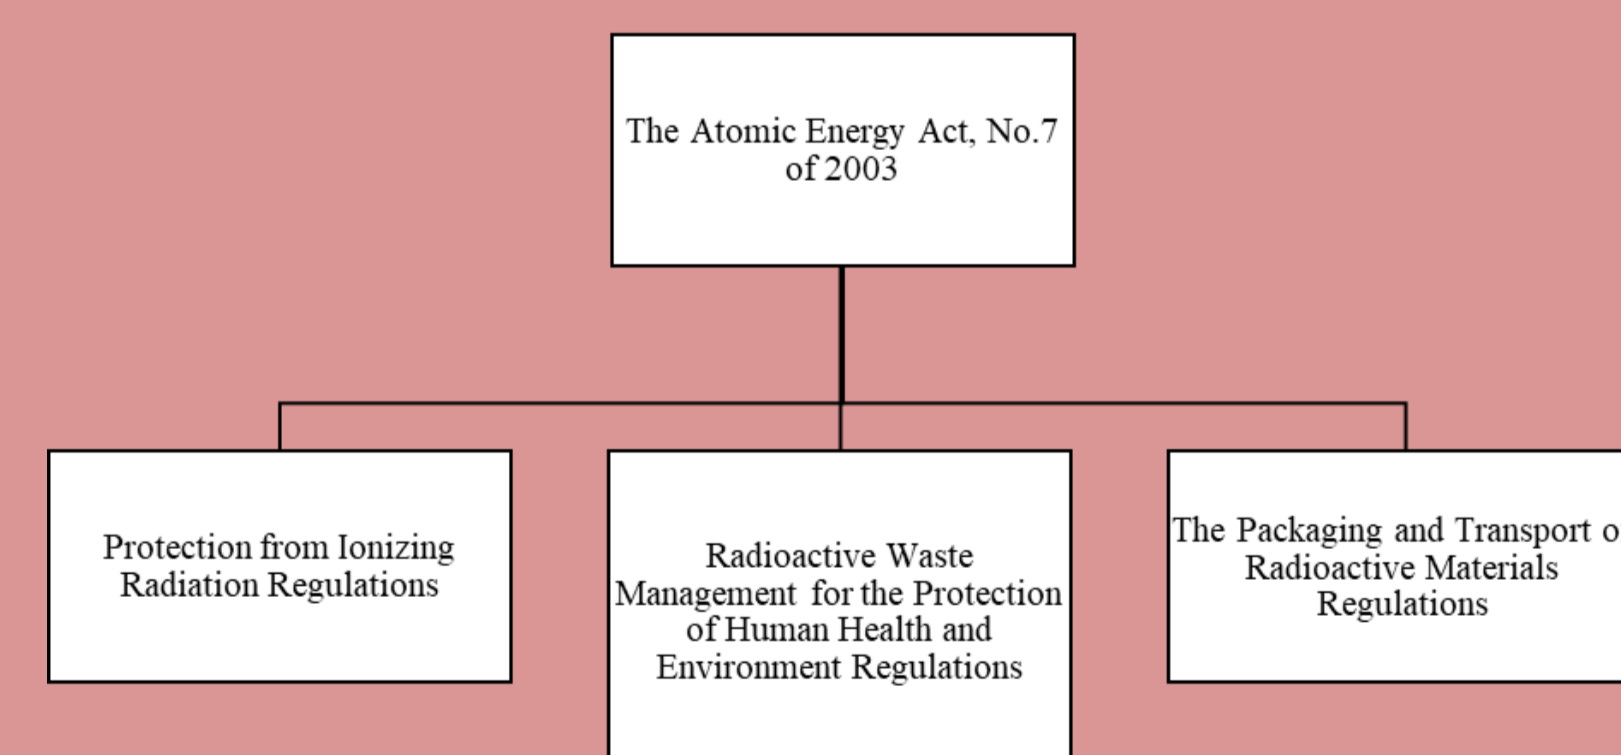 The Atomic Energy Act, No.7
of 2003
Protection from Ionizing
Radiation Regulations
Radioactive Waste
Management for the Protection
of Human Health and
Environment Regulations
The Packaging and Transport o
Radioactive Materials
Regulations